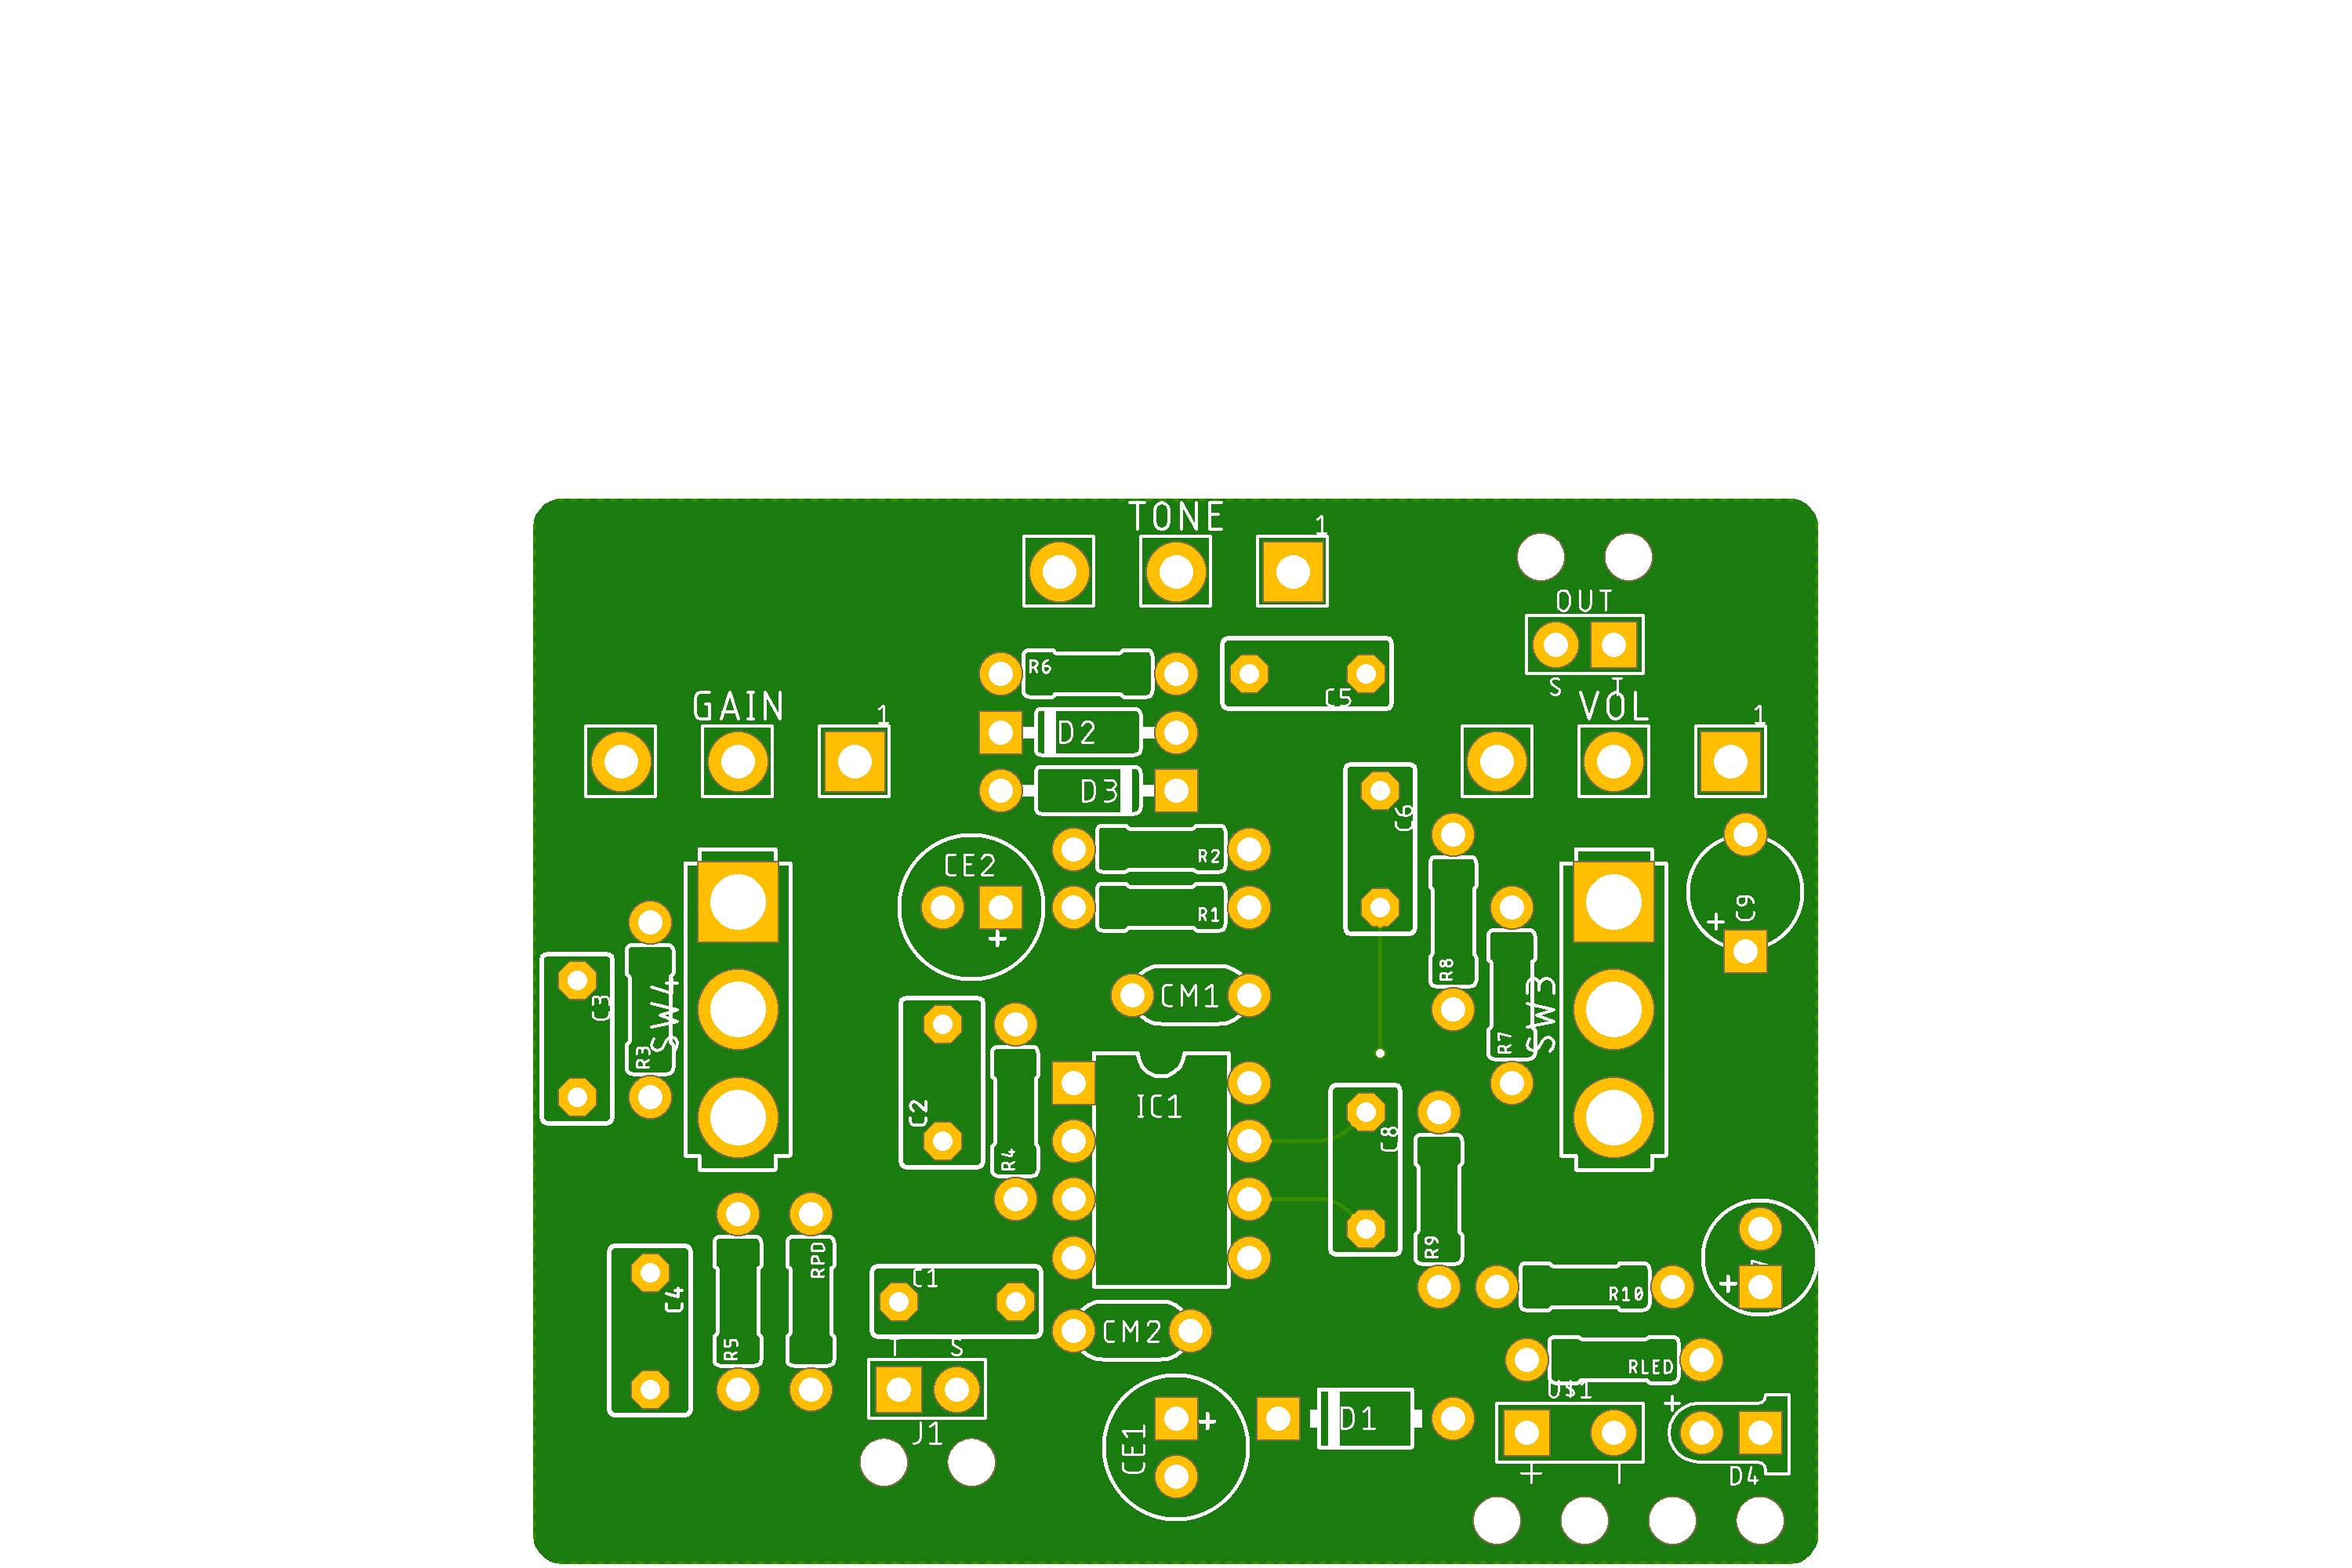 TONE
1
OUT
S T
R6
C5
GAIN
1
VOL
1
D2
D3
C6
R2
CE2
R1
+
C9
+
CM1
R8
C3
SW4
R3
SW3
R7
IC1
C2
C8
R4
R9
RPD
C1
C4
R5
T S
CM2
R10
+
7
RLED
U$1
+
J1
CE1
+
D1
+ -
D4